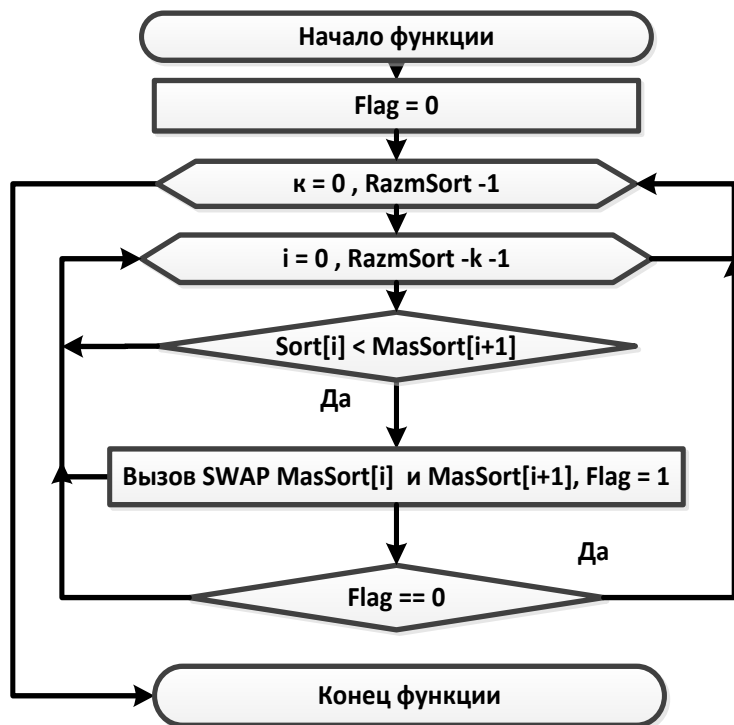 Начало функции
Flag = 0
к = 0 , RazmSort -1
i = 0 , RazmSort -k -1
Sort[i] < MasSort[i+1]
Да
Вызов SWAP MasSort[i] и MasSort[i+1], Flag = 1
Да
Flag == 0
Конец функции